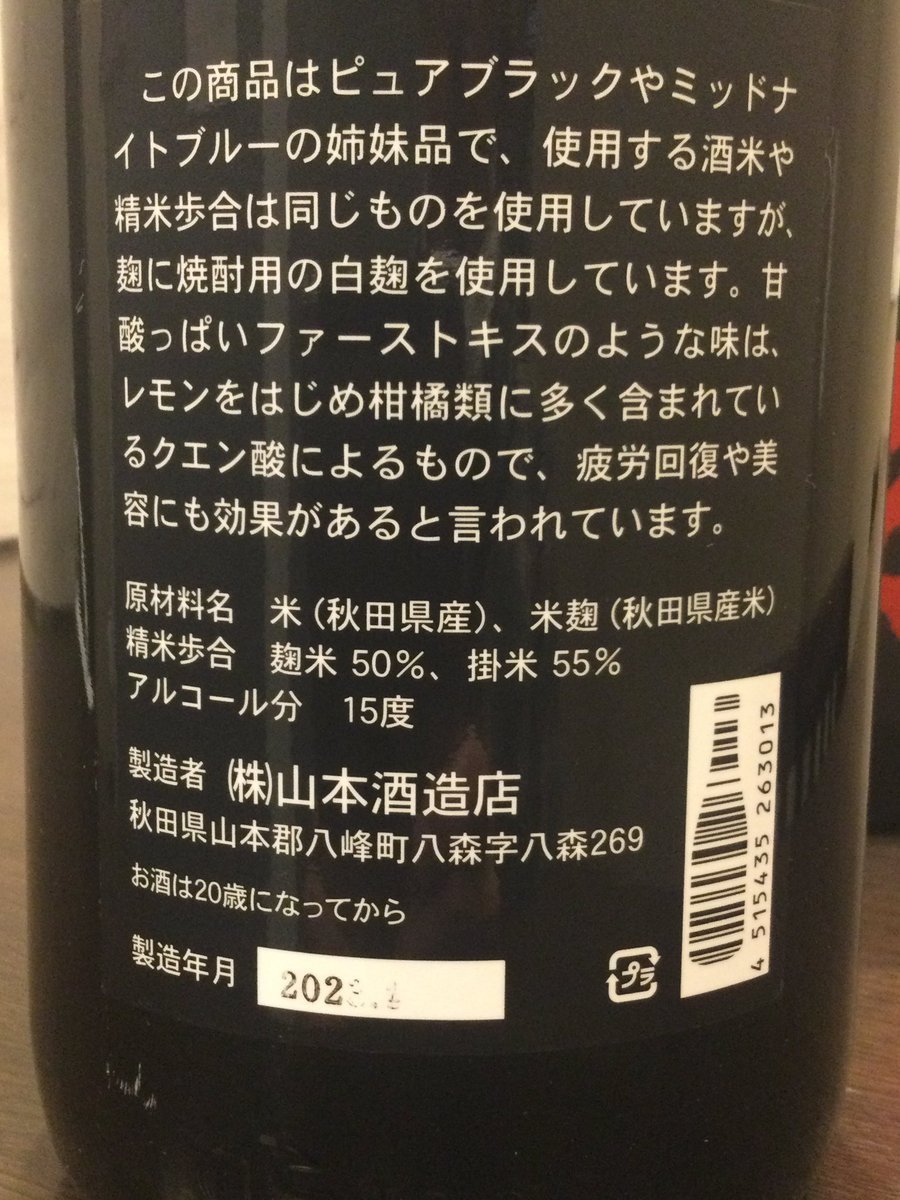 この商品はピュアブラックやミッドナ
イトブルーの姉妹品で、使用する酒米や
精米歩合は同じものを使用していますが、
麹に焼酎用の白麹を使用しています。甘
酸っぱいファーストキスのような味は、
レモンをはじめ柑橘類に多く含まれてい
るクエン酸によるもので、疲労回復や美
容にも効果があると言われています。
原材料名 米(秋田県産)、米麹(秋田県産米)
精米歩合 麹米 50%、掛米 55%
アルコール分 15度
製造者 ㈱山本酒造店
秋田県山本郡八峰町八森字八森269
お酒は20歳になってから
製造年月
プラ
4 515435 263013